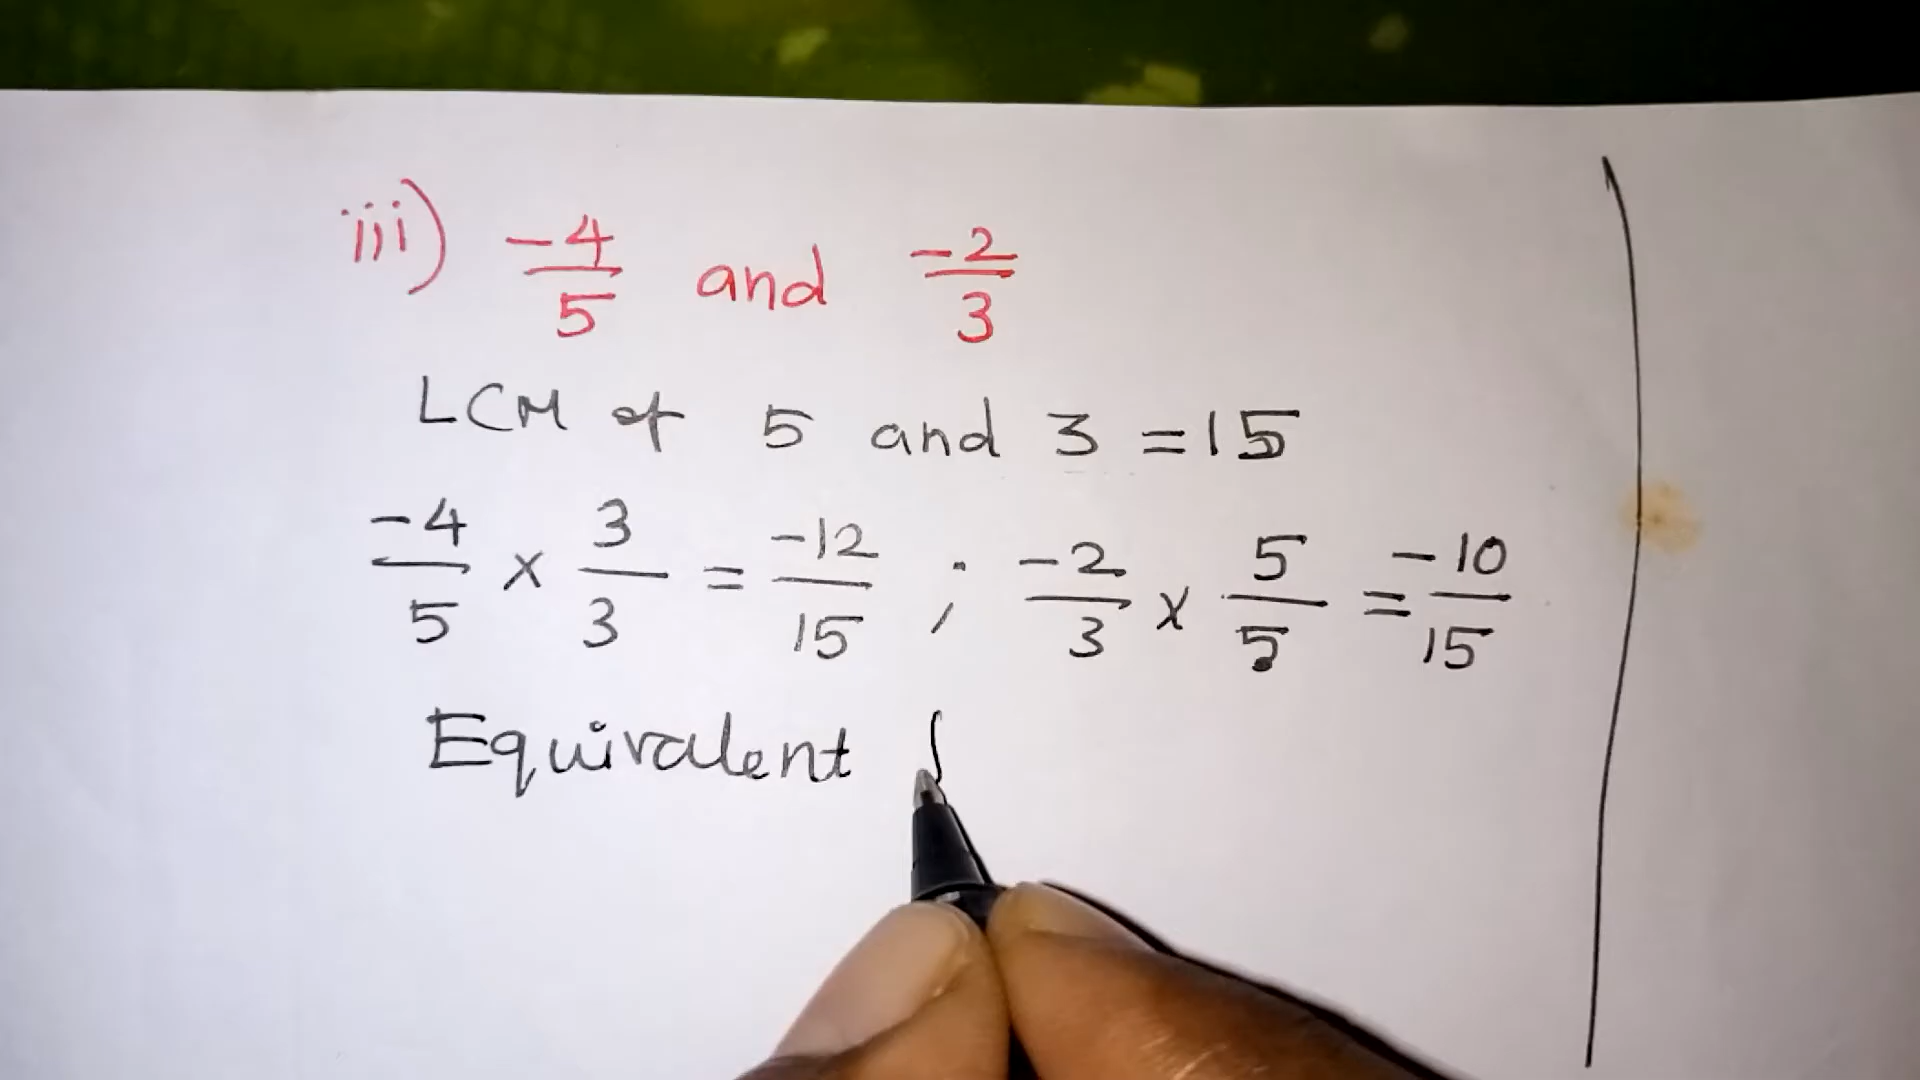 iii) -4/5 and -2/3
LCM of 5 and 3 = 15
-4/5 × 3/3 = -12/15 ; -2/3 × 5/5 = -10/15
Equivalent f